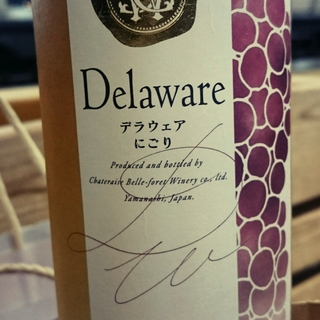 Delaware
デラウェア
にごり
Produced and bottled by
Chateraise Belle-foret Winery co., ltd.
Yamanashi, Japan.